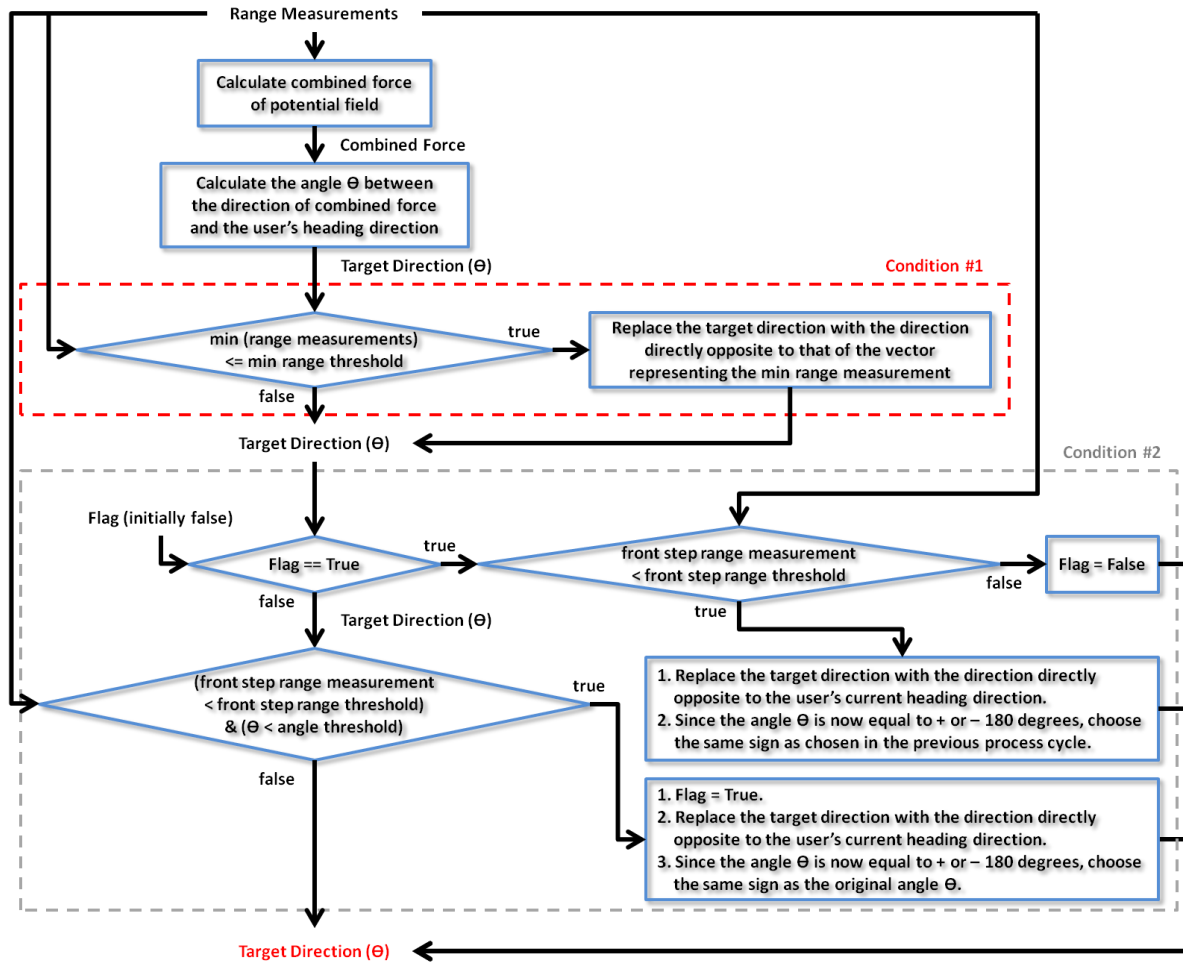 Range Measurements
Calculate combined force
of potential field
Combined Force
Calculate the angle Ɵ between
the direction of combined force
and the user's heading direction
Target Direction (Ɵ)
Condition #1
min (range measurements)
<= min range threshold
true
false
Replace the target direction with the direction
directly opposite to that of the vector
representing the min range measurement
Target Direction (Ɵ)
Condition #2
Flag (initially false)
Flag == True
true
false
front step range measurement
< front step range threshold
false
true
Flag = False
Target Direction (Ɵ)
(front step range measurement
< front step range threshold)
& (Ɵ < angle threshold)
true
false
1. Replace the target direction with the direction directly
opposite to the user's current heading direction.
2. Since the angle Ɵ is now equal to + or – 180 degrees, choose
the same sign as chosen in the previous process cycle.
1. Flag = True.
2. Replace the target direction with the direction directly
opposite to the user's current heading direction.
3. Since the angle Ɵ is now equal to + or – 180 degrees, choose
the same sign as the original angle Ɵ.
Target Direction (Ɵ)